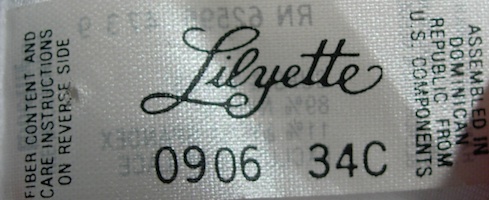 FIBER CONTENT AND
CARE INSTRUCTIONS
ON REVERSE SIDE
Lilyette
0906 34C
ASSEMBLED IN
DOMINICAN
REPUBLIC FROM
U.S. COMPONENTS